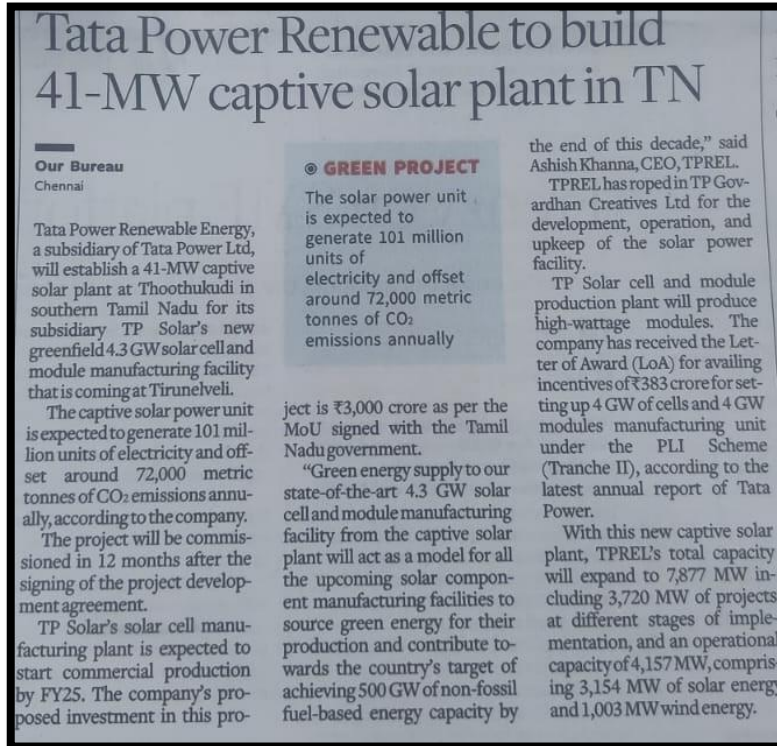 Tata Power Renewable to build
41-MW captive solar plant in TN
Our Bureau
Chennai
Tata Power Renewable Energy,
a subsidiary of Tata Power Ltd,
will establish a 41-MW captive
solar plant at Thoothukudi in
southern Tamil Nadu for its
subsidiary TP Solar's new
greenfield 4.3 GW solar cell and
module manufacturing facility
that is coming at Tirunelveli.
The captive solar power unit
is expected to generate 101 mil-
lion units of electricity and off-
set around 72,000 metric
tonnes of CO₂ emissions annu-
ally, according to the company.
The project will be commis-
sioned in 12 months after the
signing of the project develop-
ment agreement.
TP Solar's solar cell manu-
facturing plant is expected to
start commercial production
by FY25. The company's pro-
posed investment in this pro-
GREEN PROJECT
The solar power unit
is expected to
generate 101 million
units of
electricity and offset
around 72,000 metric
tonnes of CO₂
emissions annually
ject is ₹3,000 crore as per the
MoU signed with the Tamil
Nadu government.
"Green energy supply to our
state-of-the-art 4.3 GW solar
cell and module manufacturing
facility from the captive solar
plant will act as a model for all
the upcoming solar compon-
ent manufacturing facilities to
source green energy for their
production and contribute to-
wards the country's target of
achieving 500 GW of non-fossil
fuel-based energy capacity by
the end of this decade," said
Ashish Khanna, CEO, TPREL.
TPREL has roped in TP Gov-
ardhan Creatives Ltd for the
development, operation, and
upkeep of the solar power
facility.
TP Solar cell and module
production plant will produce
high-wattage modules. The
company has received the Let-
ter of Award (LoA) for availing
incentives of ₹383 crore for set-
ting up 4 GW of cells and 4 GW
modules manufacturing unit
under the PLI Scheme
(Tranche II), according to the
latest annual report of Tata
Power.
With this new captive solar
plant, TPREL's total capacity
will expand to 7,877 MW in-
cluding 3,720 MW of projects
at different stages of imple-
mentation, and an operational
capacity of 4,157 MW, compris-
ing 3,154 MW of solar energy
and 1,003 MW wind energy.